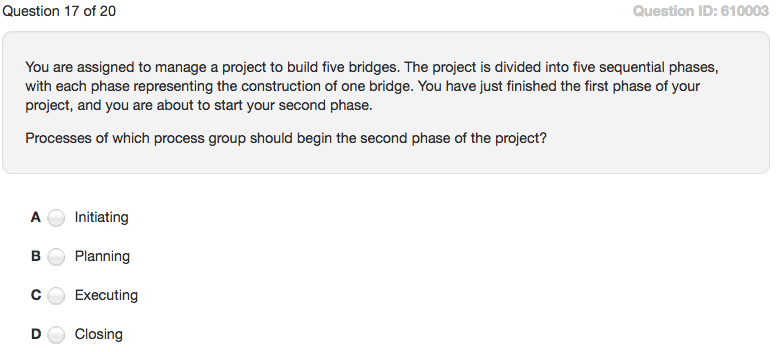 Question 17 of 20 Question ID: 610003
You are assigned to manage a project to build five bridges. The project is divided into five sequential phases,
with each phase representing the construction of one bridge. You have just finished the first phase of your
project, and you are about to start your second phase.
Processes of which process group should begin the second phase of the project?
A Initiating
B Planning
C Executing
D Closing